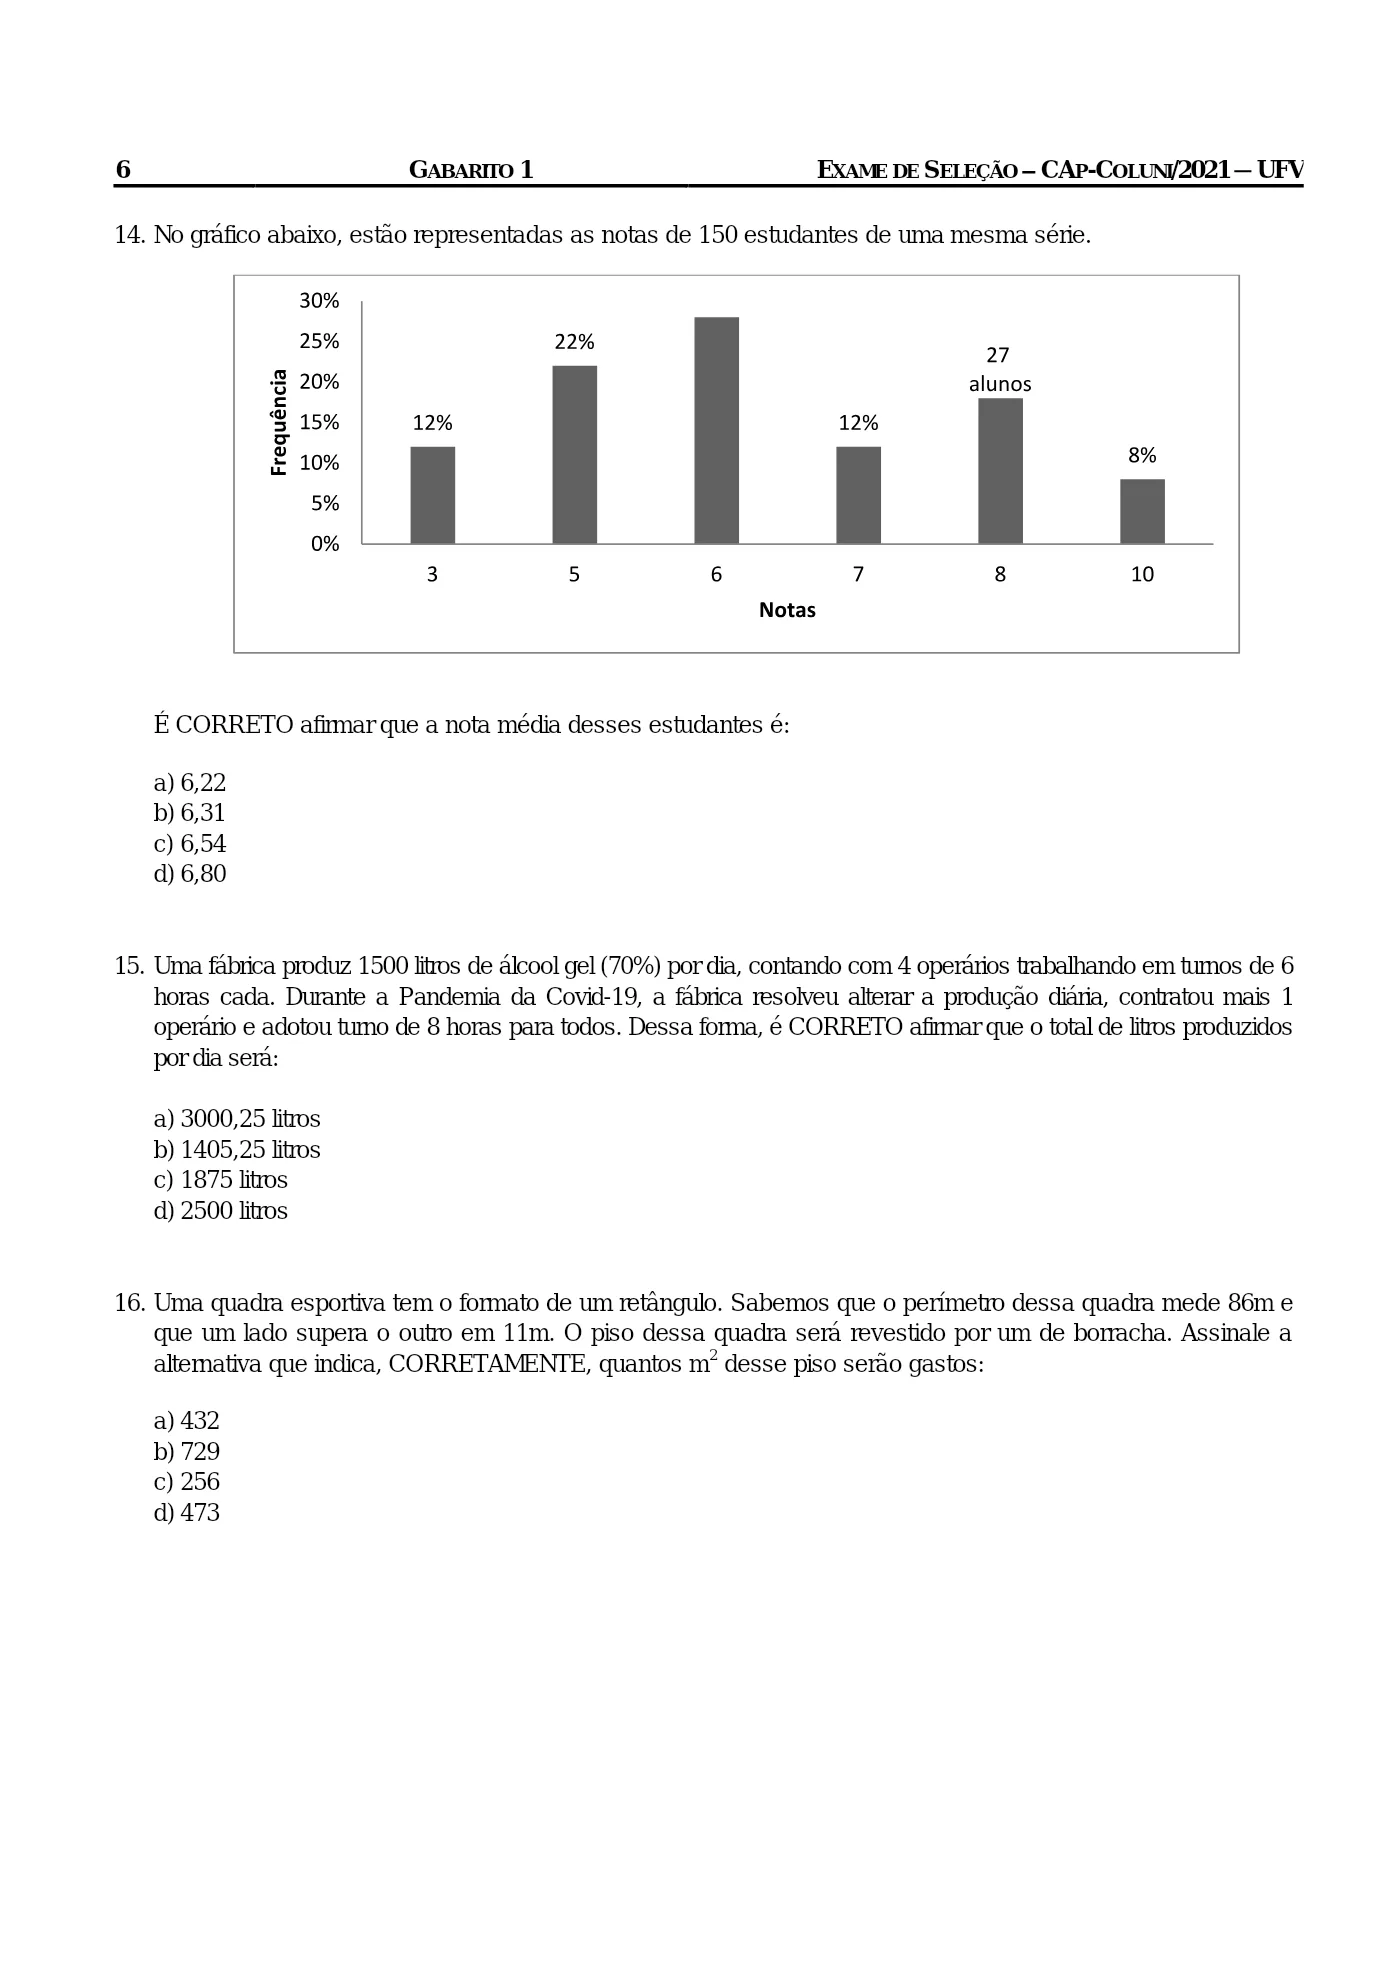 6 GABARITO 1 EXAME DE SELEÇÃO – CAP-COLUNI/2021 – UFV
14. No gráfico abaixo, estão representadas as notas de 150 estudantes de uma mesma série.
30%
25%
20%
15%
10%
5%
0%
Frequência
12%
22%
12%
27
alunos
8%
3 5 6 7 8 10
Notas
É CORRETO afirmar que a nota média desses estudantes é:
a) 6,22
b) 6,31
c) 6,54
d) 6,80
15. Uma fábrica produz 1500 litros de álcool gel (70%) por dia, contando com 4 operários trabalhando em turnos de 6
horas cada. Durante a Pandemia da Covid-19, a fábrica resolveu alterar a produção diária, contratou mais 1
operário e adotou turno de 8 horas para todos. Dessa forma, é CORRETO afirmar que o total de litros produzidos
por dia será:
a) 3000,25 litros
b) 1405,25 litros
c) 1875 litros
d) 2500 litros
16. Uma quadra esportiva tem o formato de um retângulo. Sabemos que o perímetro dessa quadra mede 86m e
que um lado supera o outro em 11m. O piso dessa quadra será revestido por um de borracha. Assinale a
alternativa que indica, CORRETAMENTE, quantos m² desse piso serão gastos:
a) 432
b) 729
c) 256
d) 473